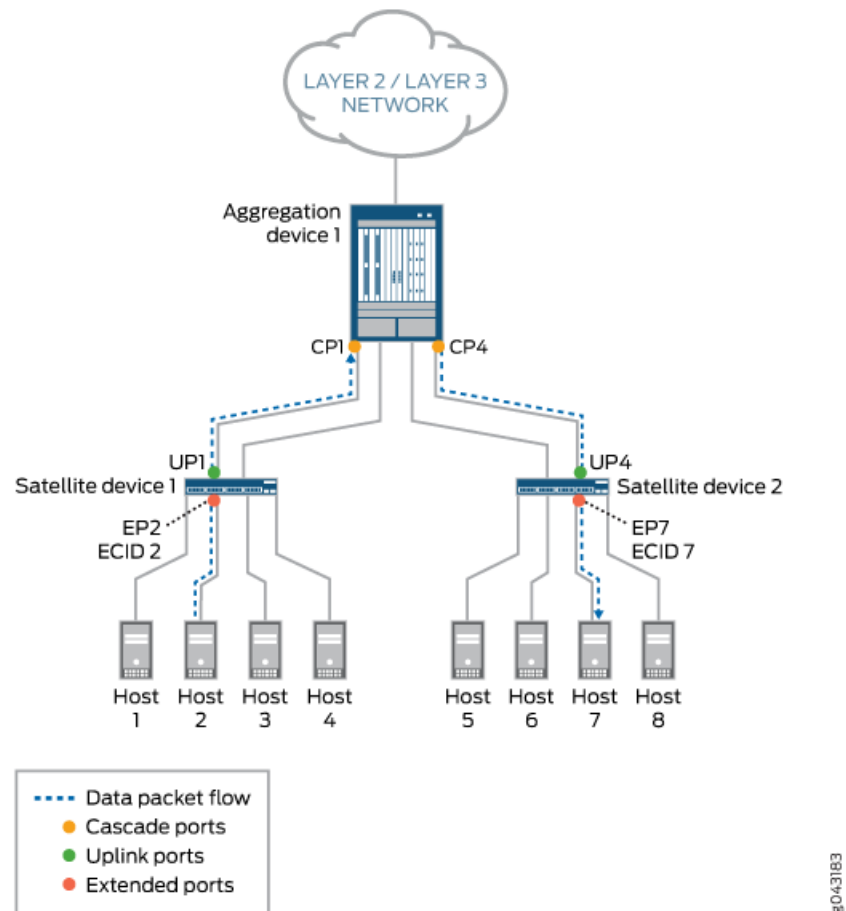 LAYER 2 / LAYER 3
NETWORK
Aggregation
device 1
CP1
CP4
UP1
UP4
Satellite device 1
Satellite device 2
EP2
ECID 2
EP7
ECID 7
Host
1
Host
2
Host
3
Host
4
Host
5
Host
6
Host
7
Host
8
Data packet flow
Cascade ports
Uplink ports
Extended ports
g043183